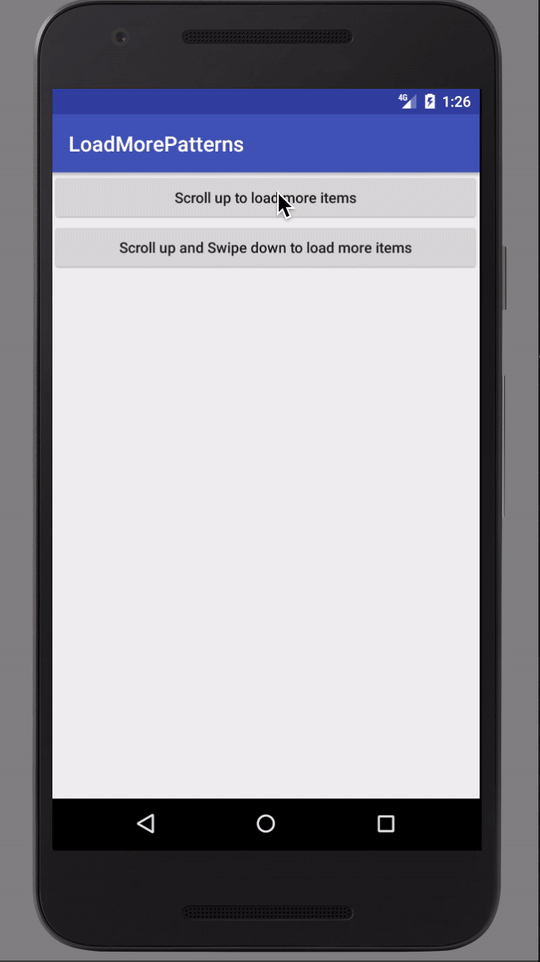 4G 1:26
LoadMorePatterns
Scroll up to load more items
Scroll up and Swipe down to load more items